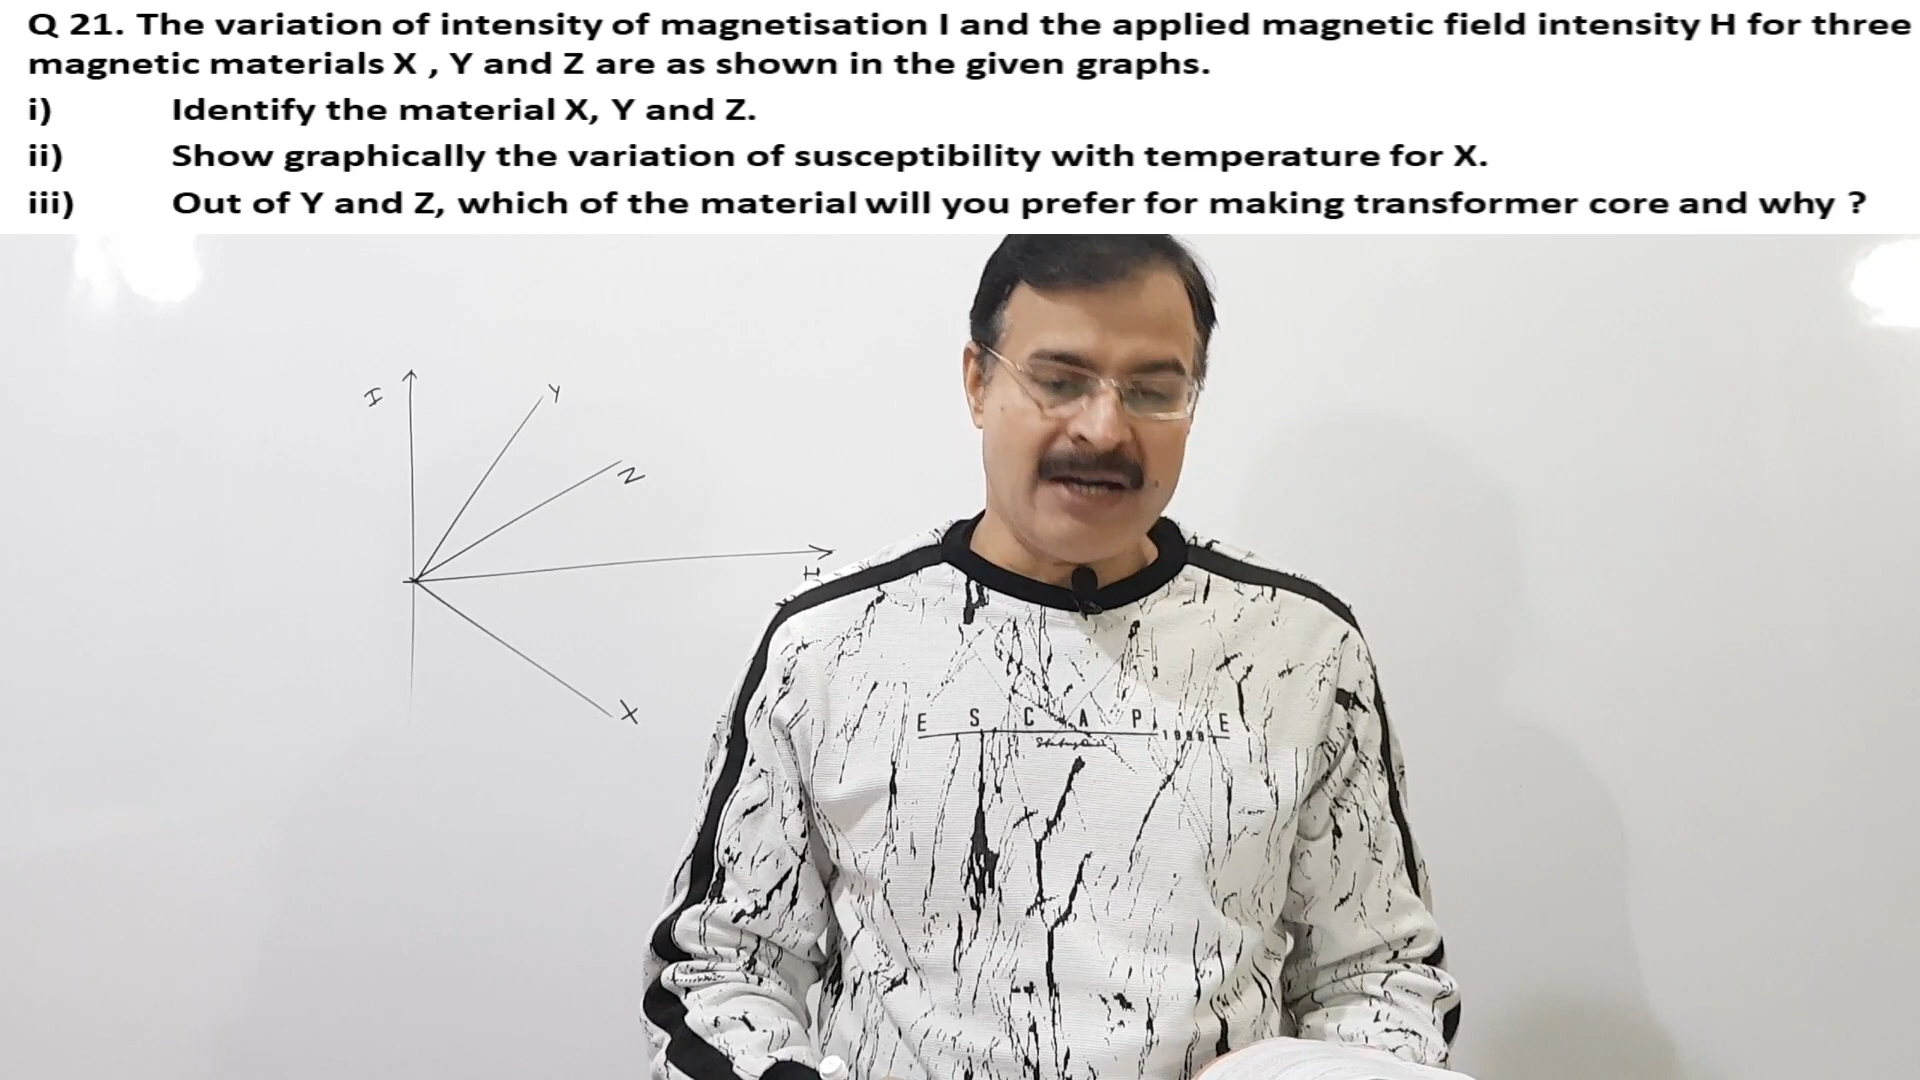 Q 21. The variation of intensity of magnetisation I and the applied magnetic field intensity H for three
magnetic materials X , Y and Z are as shown in the given graphs.
i) Identify the material X, Y and Z.
ii) Show graphically the variation of susceptibility with temperature for X.
iii) Out of Y and Z, which of the material will you prefer for making transformer core and why ?
I
Y
Z
H
X
E S C A P E
1998